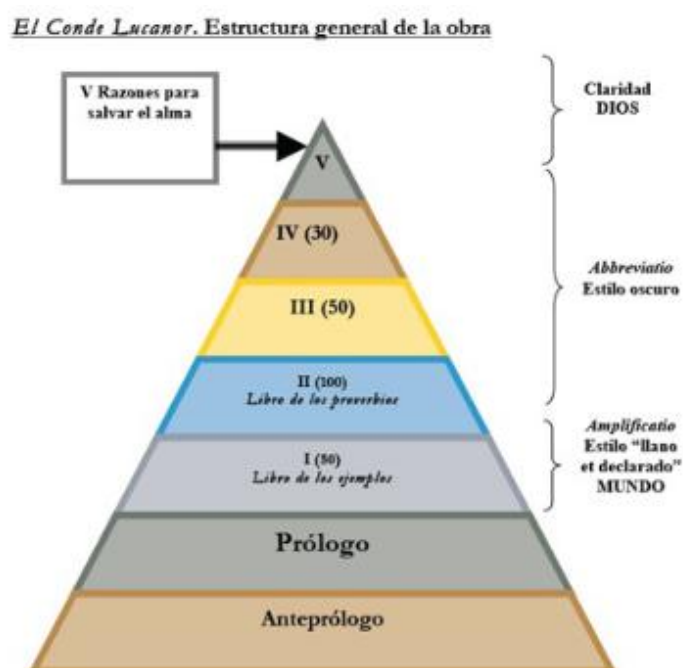 El Conde Lucanor. Estructura general de la obra
V Razones para
salvar el alma
Claridad
DIOS
V
IV (30)
Abbreviatio
Estilo oscuro
III (50)
II (100)
Libro de los proverbios
Amplificatio
Estilo “llano
et declarado”
MUNDO
I (50)
Libro de los ejemplos
Prólogo
Anteprólogo